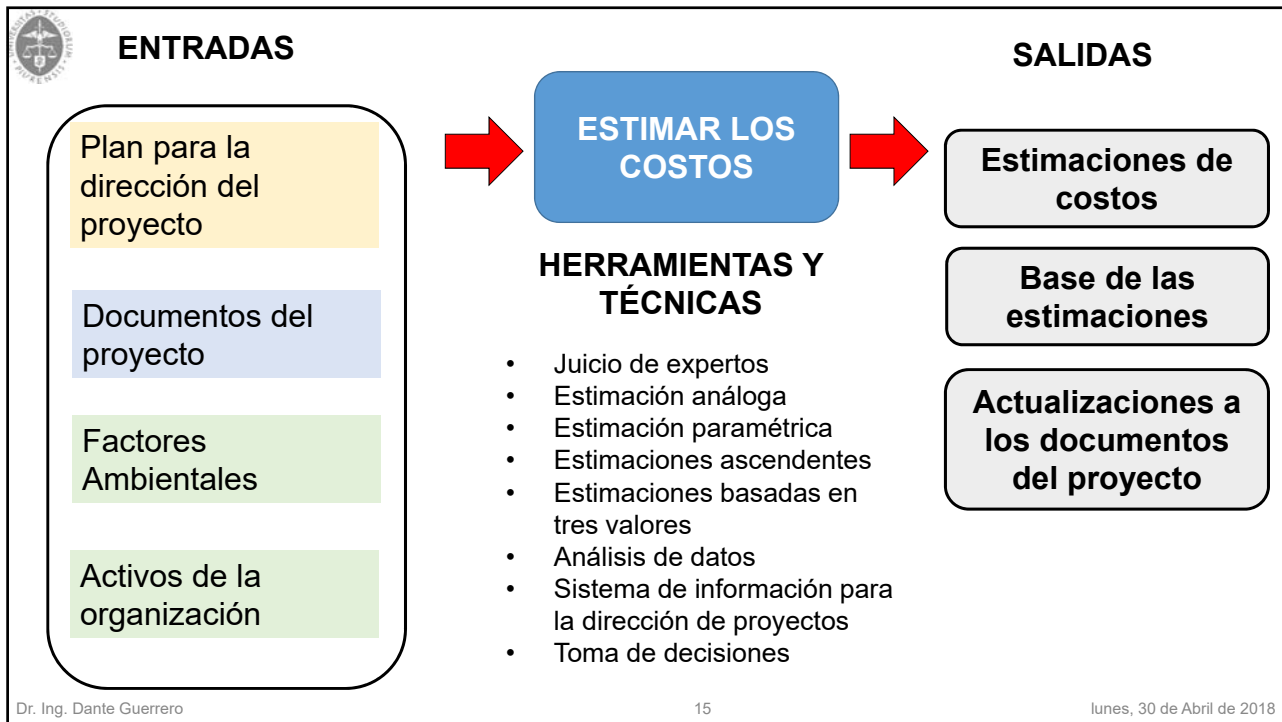 UNIVERSITAS STUDIORUM PIURENSIS
ENTRADAS
Plan para la
dirección del
proyecto
Documentos del
proyecto
Factores
Ambientales
Activos de la
organización
ESTIMAR LOS
COSTOS
HERRAMIENTAS Y
TÉCNICAS
• Juicio de expertos
• Estimación análoga
• Estimación paramétrica
• Estimaciones ascendentes
• Estimaciones basadas en
tres valores
• Análisis de datos
• Sistema de información para
la dirección de proyectos
• Toma de decisiones
SALIDAS
Estimaciones de
costos
Base de las
estimaciones
Actualizaciones a
los documentos
del proyecto
Dr. Ing. Dante Guerrero
15
lunes, 30 de Abril de 2018